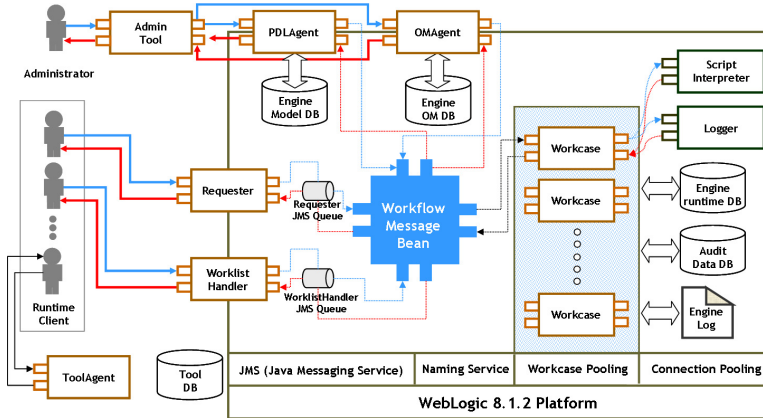 Administrator
Admin
Tool
PDLAgent
OMAgent
Engine
Model DB
Engine
OM DB
Script
Interpreter
Logger
Workcase
Workcase
Workcase
Engine
runtime DB
Audit
Data DB
Engine
Log
Requester
Requester
JMS Queue
Workflow
Message
Bean
Worklist
Handler
WorklistHandler
JMS Queue
Runtime
Client
ToolAgent
Tool
DB
JMS (Java Messaging Service)
Naming Service
Workcase Pooling
Connection Pooling
WebLogic 8.1.2 Platform